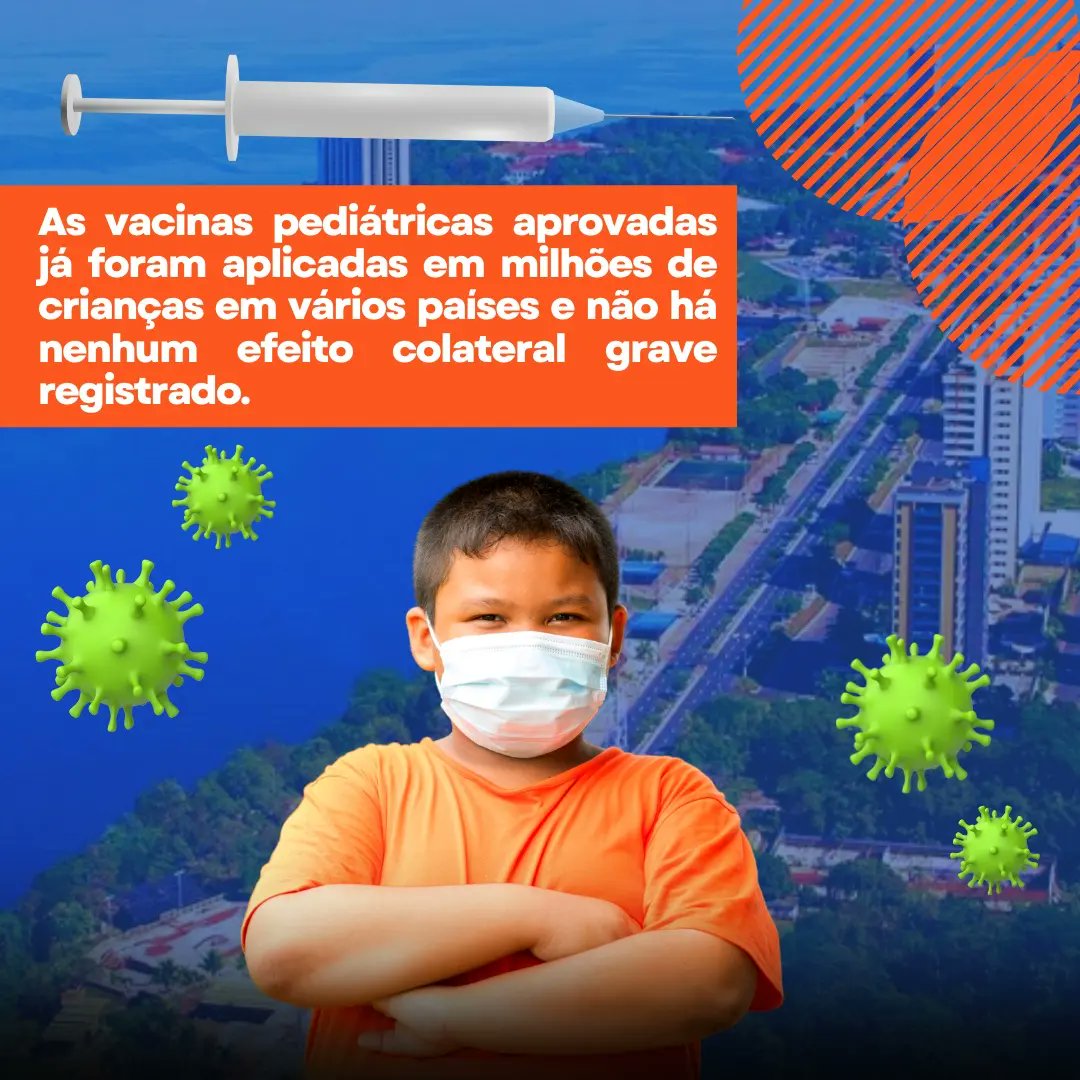 As vacinas pediátricas aprovadas
já foram aplicadas em milhões de
crianças em vários países e não há
nenhum efeito colateral grave
registrado.